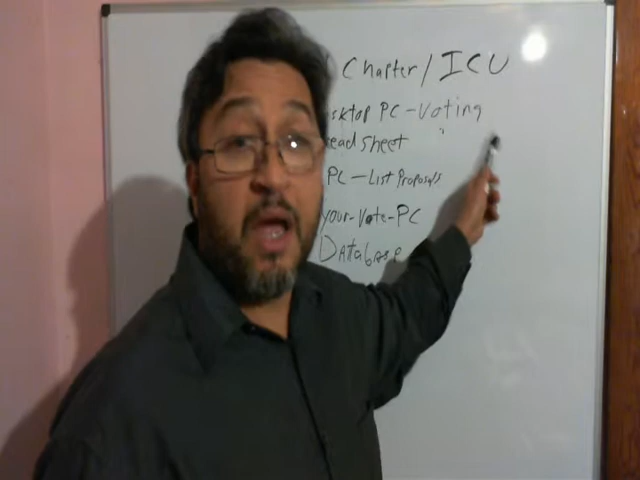 Chapter/ICU
sktop PC-Voting
ead sheet
PC-List Proposals
your-Vote-PC
Database